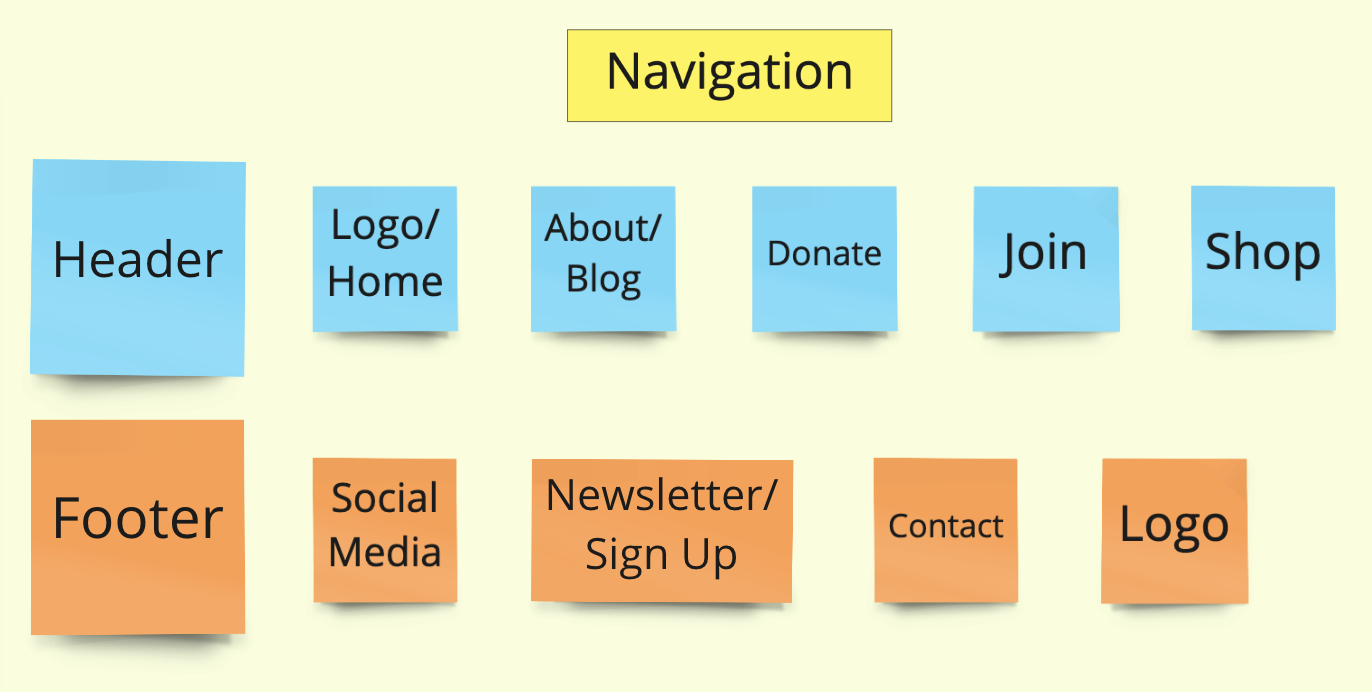 Navigation
Header
Logo/
Home
About/
Blog
Donate
Join
Shop
Footer
Social
Media
Newsletter/
Sign Up
Contact
Logo